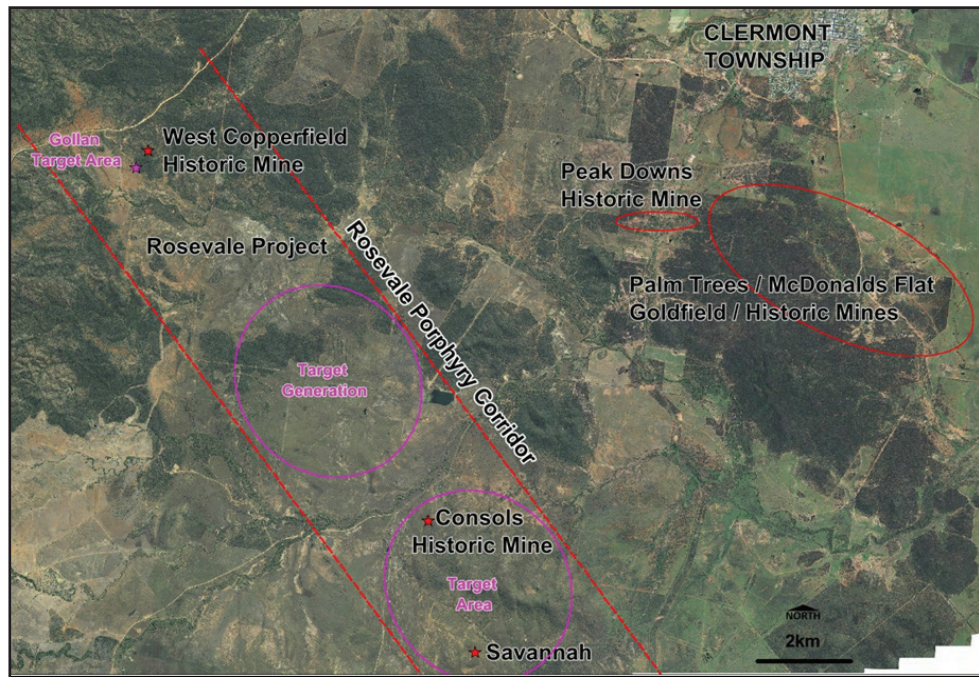 CLERMONT
TOWNSHIP
Gollan
Target Area
West Copperfield
Historic Mine
Peak Downs
Historic Mine
Rosevale Project
Rosevale Porphyry Corridor
Palm Trees / McDonalds Flat
Goldfield / Historic Mines
Target
Generation
Consols
Historic Mine
Target
Area
Savannah
NORTH
2km